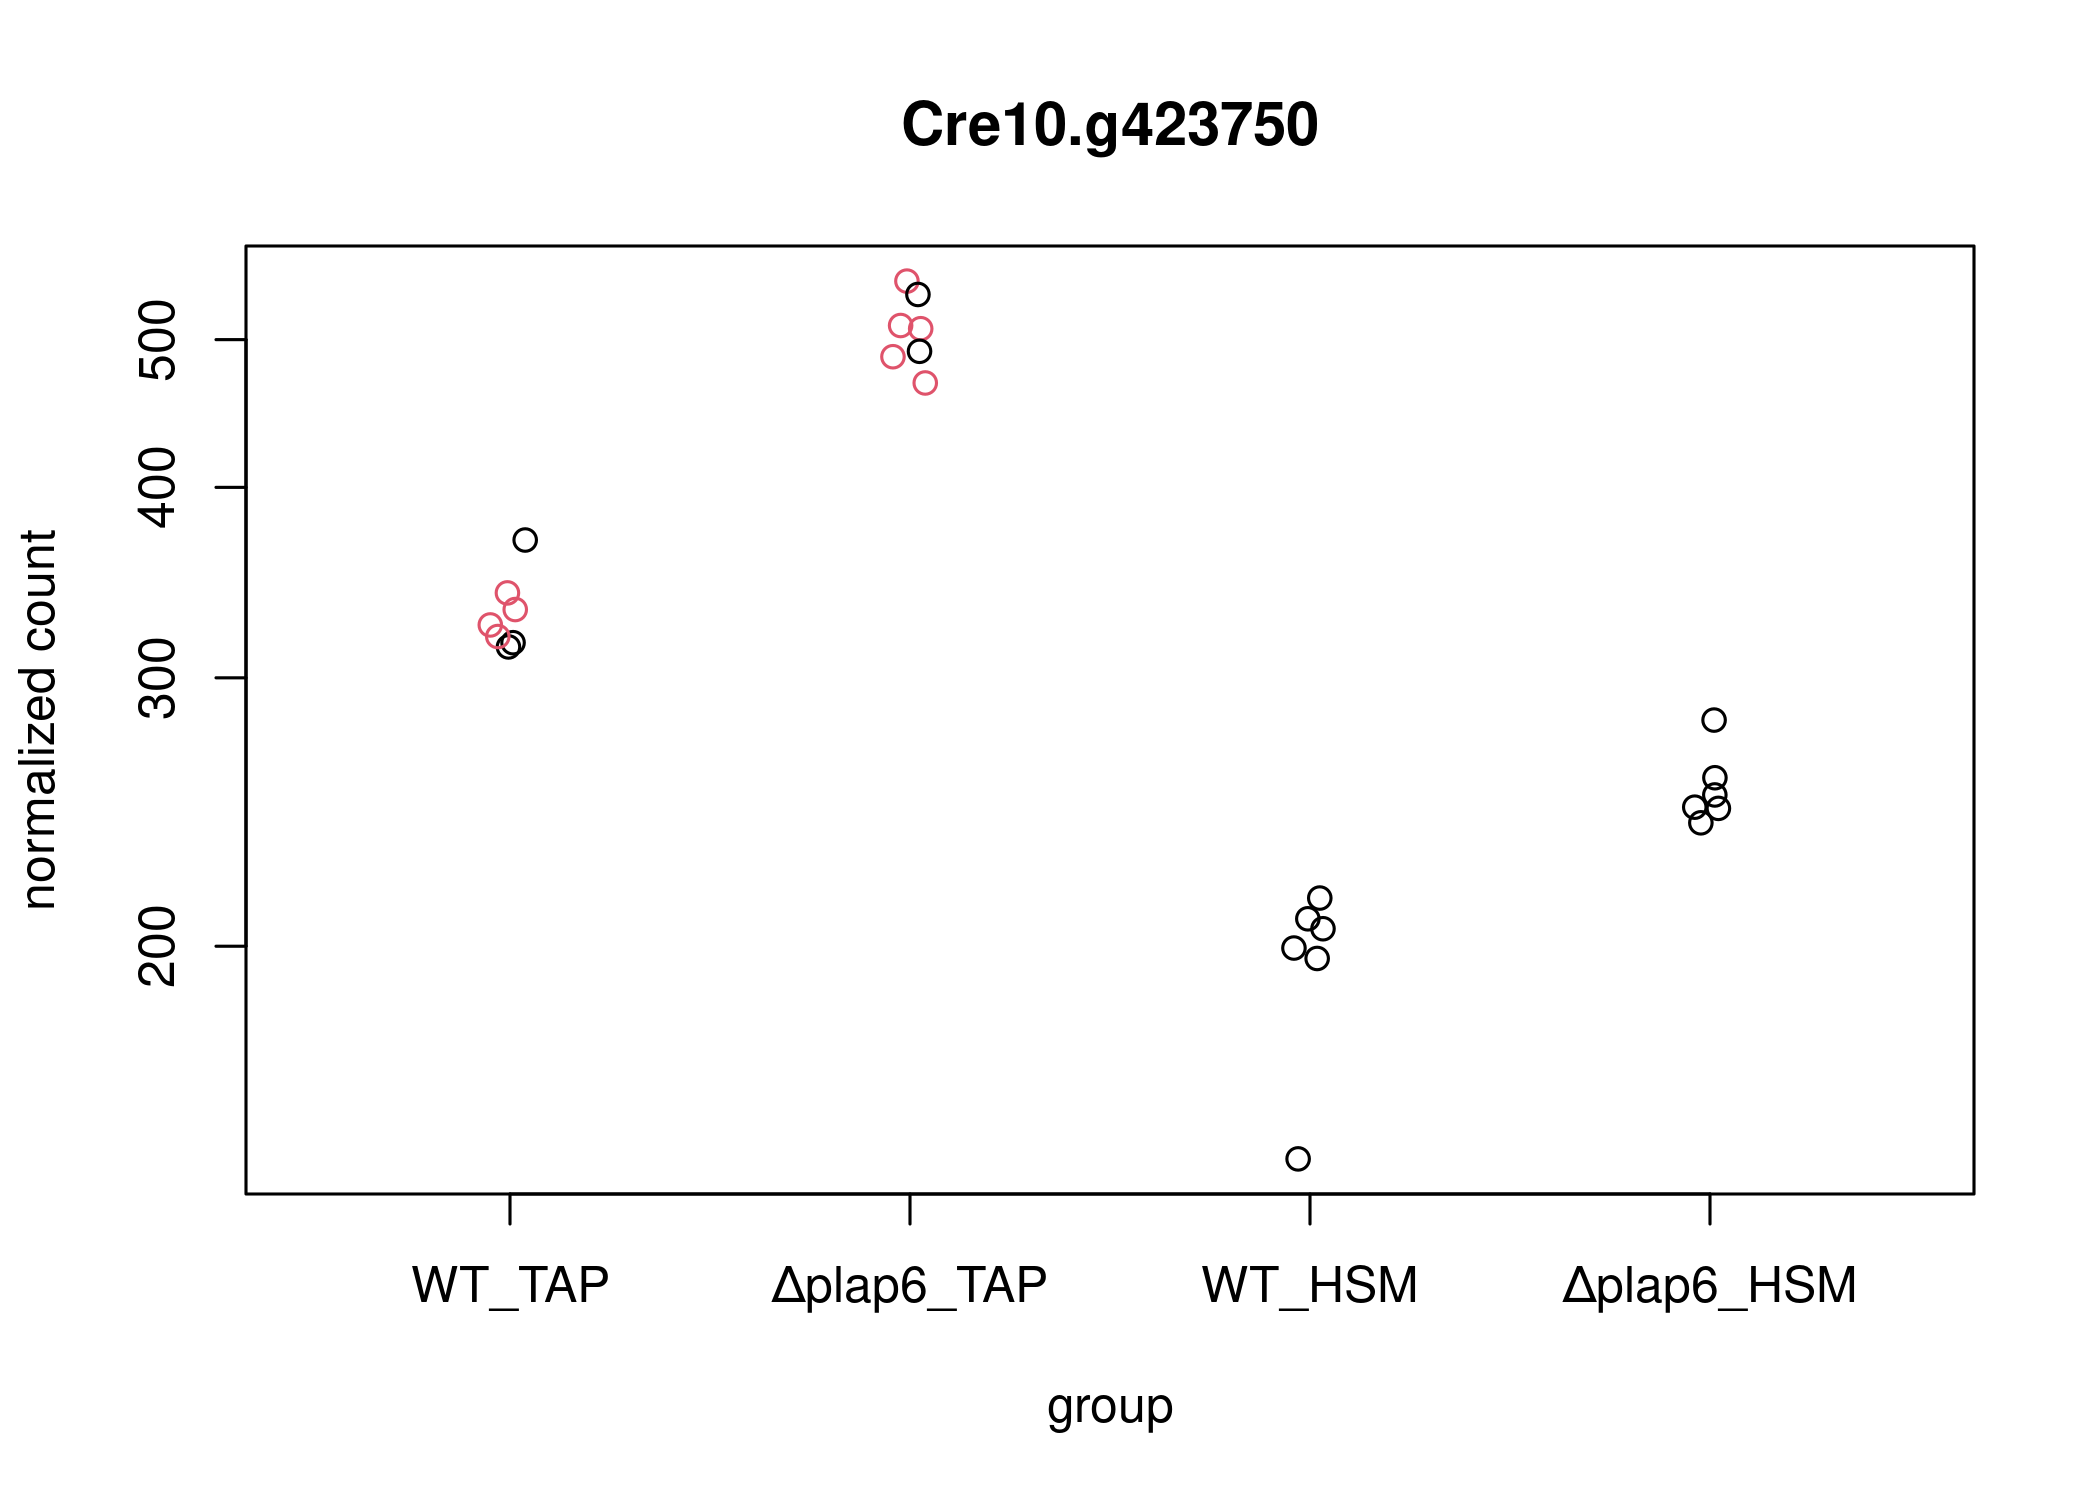 Cre10.g423750
normalized count
500
400
300
200
WT_TAP
Δplap6_TAP
WT_HSM
Δplap6_HSM
group